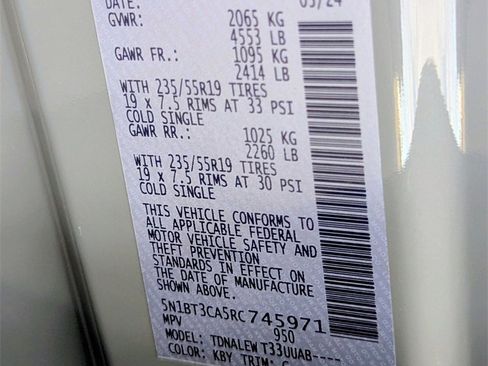 DATE: 03/24
GVWR: 2065 KG
4553 LB
GAWR FR.: 1095 KG
2414 LB
WITH 235/55R19 TIRES
19 x 7.5 RIMS AT 33 PSI
COLD SINGLE
GAWR RR.: 1025 KG
2260 LB
WITH 235/55R19 TIRES
19 x 7.5 RIMS AT 30 PSI
COLD SINGLE
THIS VEHICLE CONFORMS TO
ALL APPLICABLE FEDERAL
MOTOR VEHICLE SAFETY AND
THEFT PREVENTION
STANDARDS IN EFFECT ON
THE DATE OF MANUFACTURE
SHOWN ABOVE.
5N1BT3CA5RC745971
MPV 950
MODEL: TDNALEW T33UUAB----
COLOR: KBY TRIM: